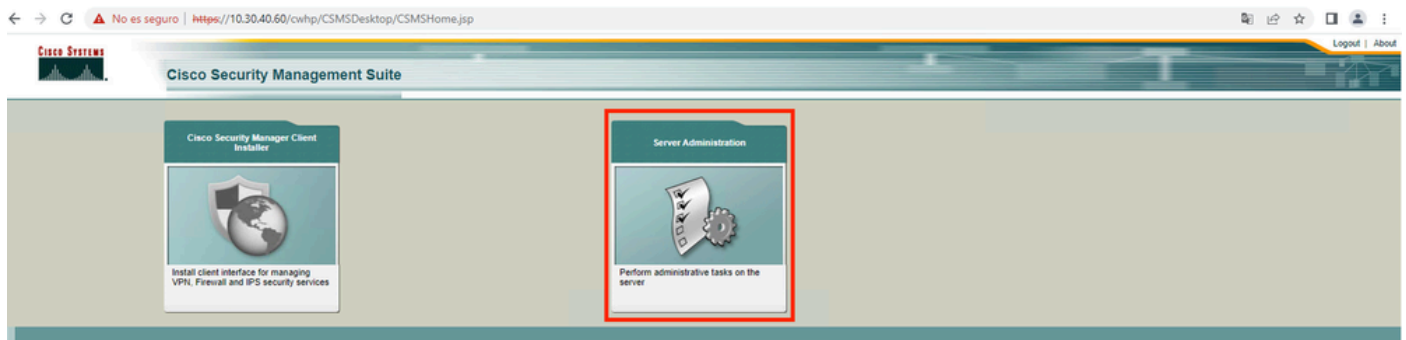 No es seguro | https://10.30.40.60/cwhp/CSMSDesktop/CSMSHome.jsp
Logout | About
CISCO SYSTEMS
Cisco Security Management Suite
Cisco Security Manager Client
Installer
Server Administration
Install client interface for managing
VPN, Firewall and IPS security services
Perform administrative tasks on the
server